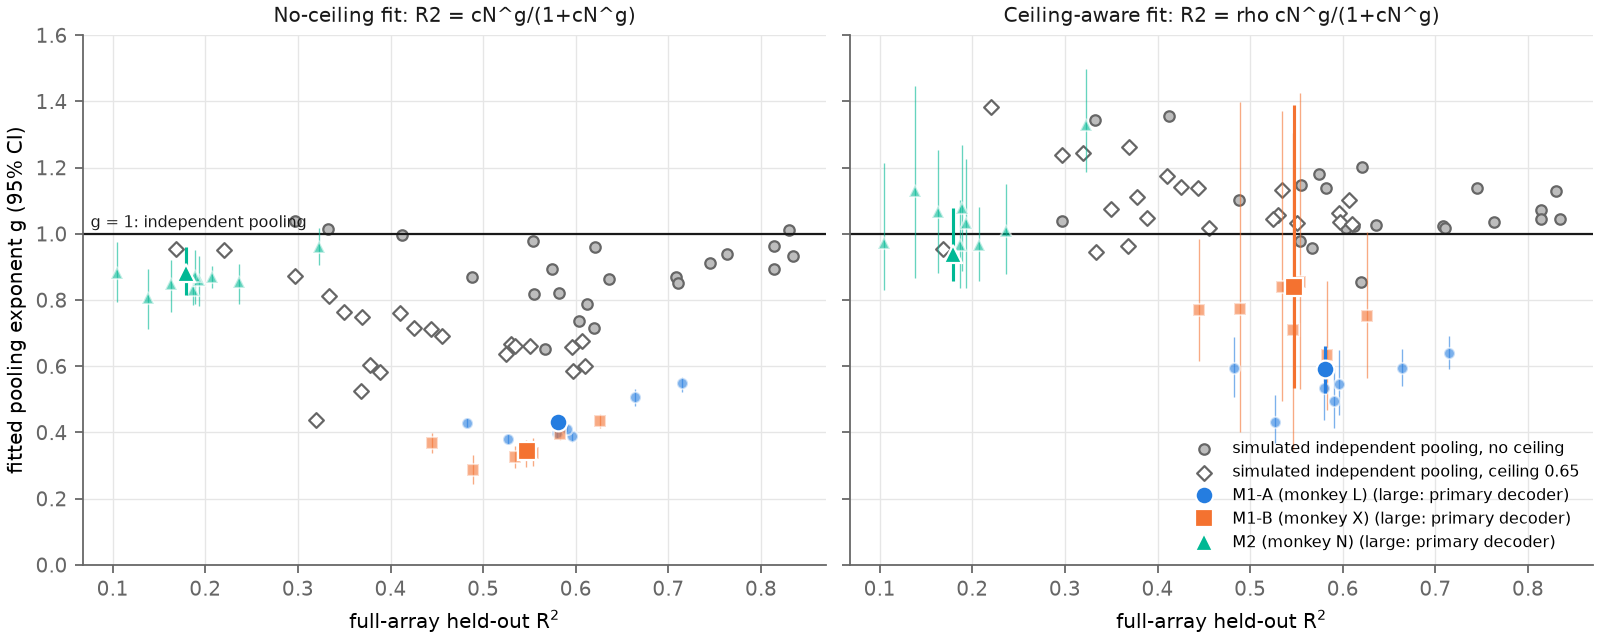 No-ceiling fit: R2 = cN^g/(1+cN^g)
Ceiling-aware fit: R2 = rho cN^g/(1+cN^g)
fitted pooling exponent g (95% CI)
1.6
1.4
1.2
1.0
0.8
0.6
0.4
0.2
0.0
g = 1: independent pooling
simulated independent pooling, no ceiling
simulated independent pooling, ceiling 0.65
M1-A (monkey L) (large: primary decoder)
M1-B (monkey X) (large: primary decoder)
M2 (monkey N) (large: primary decoder)
0.1 0.2 0.3 0.4 0.5 0.6 0.7 0.8
0.1 0.2 0.3 0.4 0.5 0.6 0.7 0.8
full-array held-out R²
full-array held-out R²